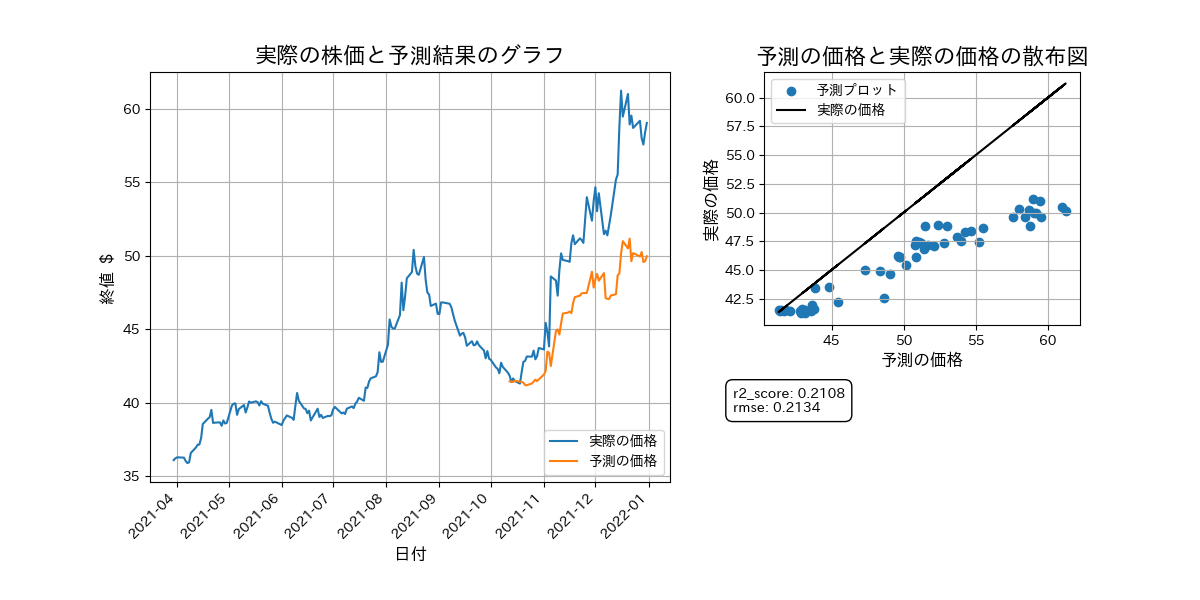 実際の株価と予測結果のグラフ
終値 $
60
55
50
45
40
35
実際の価格
予測の価格
2021-04
2021-05
2021-06
2021-07
2021-08
2021-09
2021-10
2021-11
2021-12
2022-01
日付
予測の価格と実際の価格の散布図
予測プロット
実際の価格
実際の価格
60.0
57.5
55.0
52.5
50.0
47.5
45.0
42.5
45
50
55
60
予測の価格
r2_score: 0.2108
rmse: 0.2134